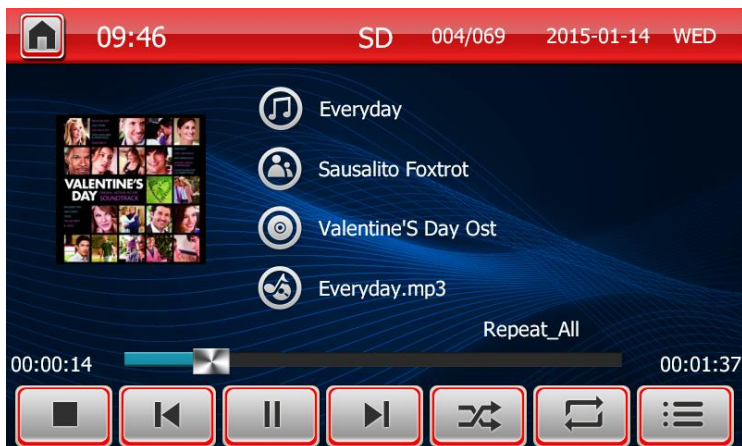 09:46 SD 004/069 2015-01-14 WED
Everyday
Sausalito Foxtrot
VALENTINE'S
DAY SOUNDTRACK
Valentine'S Day Ost
Everyday.mp3
Repeat_All
00:00:14 00:01:37